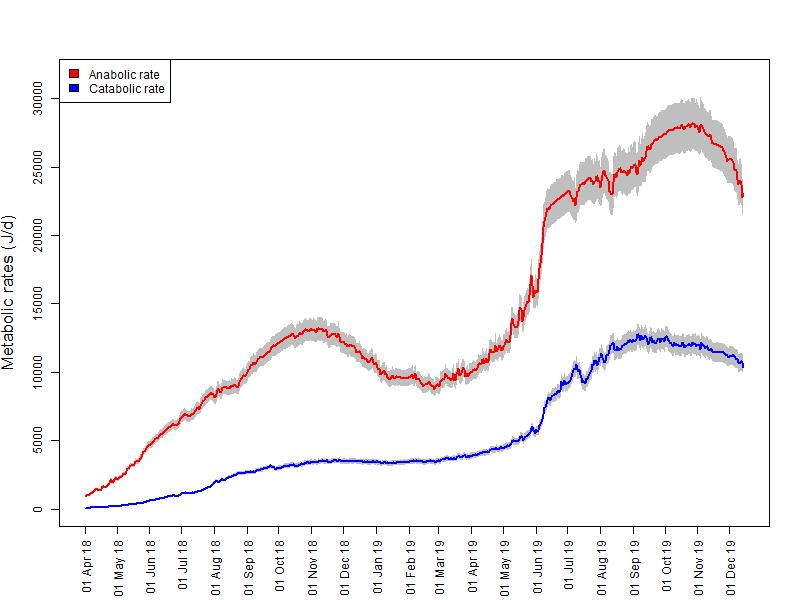 Anabolic rate
Catabolic rate
Metabolic rates (J/d)
30000
25000
20000
15000
10000
5000
0
01 Apr 18
01 May 18
01 Jun 18
01 Jul 18
01 Aug 18
01 Sep 18
01 Oct 18
01 Nov 18
01 Dec 18
01 Jan 19
01 Feb 19
01 Mar 19
01 Apr 19
01 May 19
01 Jun 19
01 Jul 19
01 Aug 19
01 Sep 19
01 Oct 19
01 Nov 19
01 Dec 19